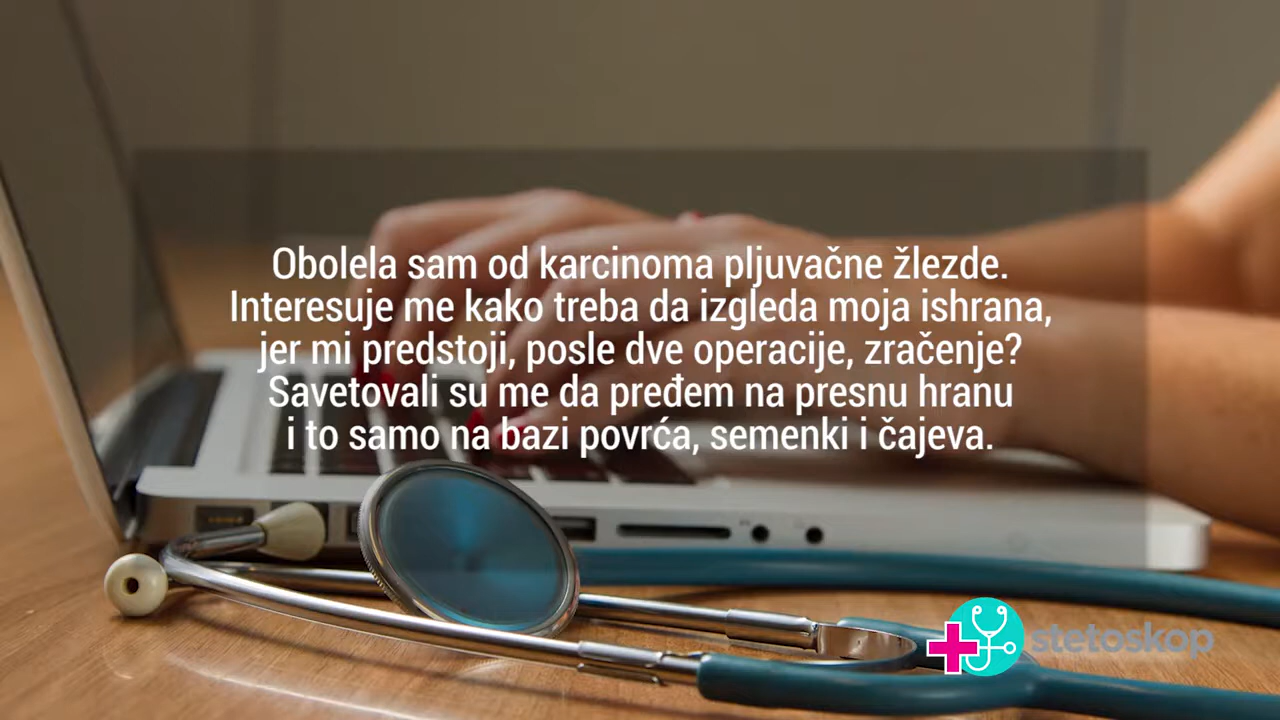 Obolela sam od karcinoma pljuvačne žlezde.
Interesuje me kako treba da izgleda moja ishrana,
jer mi predstoji, posle dve operacije, zračenje?
Savetovali su me da pređem na presnu hranu
i to samo na bazi povrća, semenki i čajeva.
stetoskop